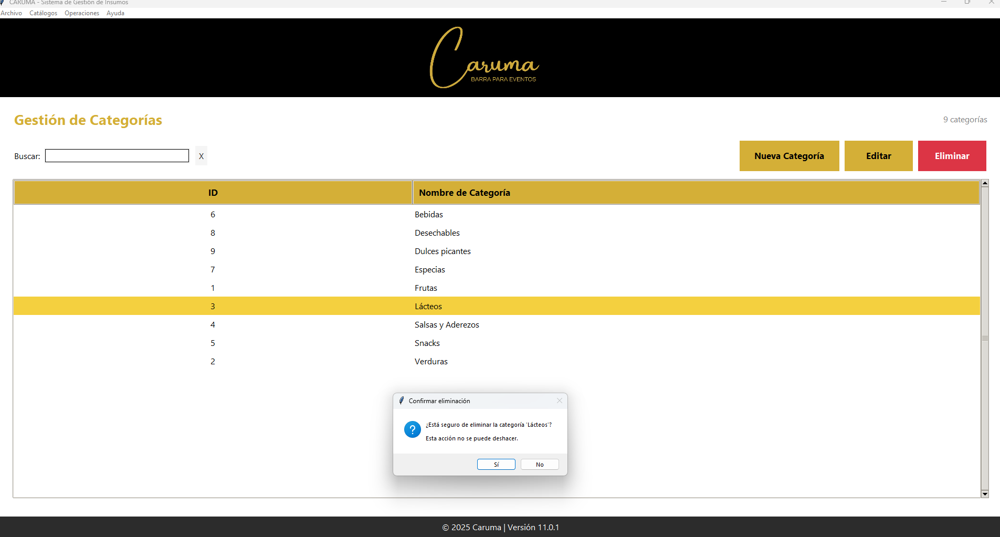 CARUMA - Sistema de Gestión de Insumos
Archivo Catálogos Operaciones Ayuda
Caruma
BARRA PARA EVENTOS
Gestión de Categorías
9 categorías
Buscar: X
Nueva Categoría Editar Eliminar
ID Nombre de Categoría
6 Bebidas
8 Desechables
9 Dulces picantes
7 Especias
1 Frutas
3 Lácteos
4 Salsas y Aderezos
5 Snacks
2 Verduras
Confirmar eliminación
¿Está seguro de eliminar la categoría 'Lácteos'?
Esta acción no se puede deshacer.
Sí No
© 2025 Caruma | Versión 11.0.1